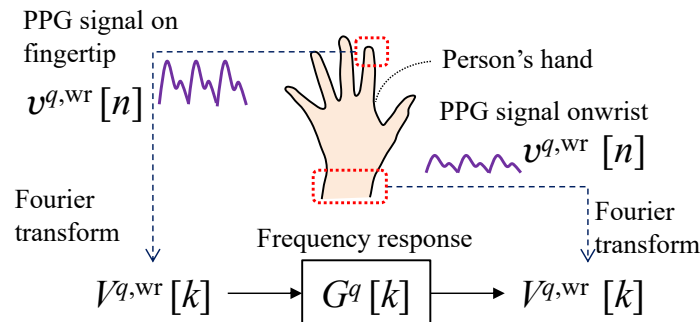 PPG signal on
fingertip
υ^{q,wr} [n]
Person's hand
PPG signal onwrist
υ^{q,wr} [n]
Fourier
transform
Fourier
transform
Frequency response
V^{q,wr} [k]
G^q [k]
V^{q,wr} [k]